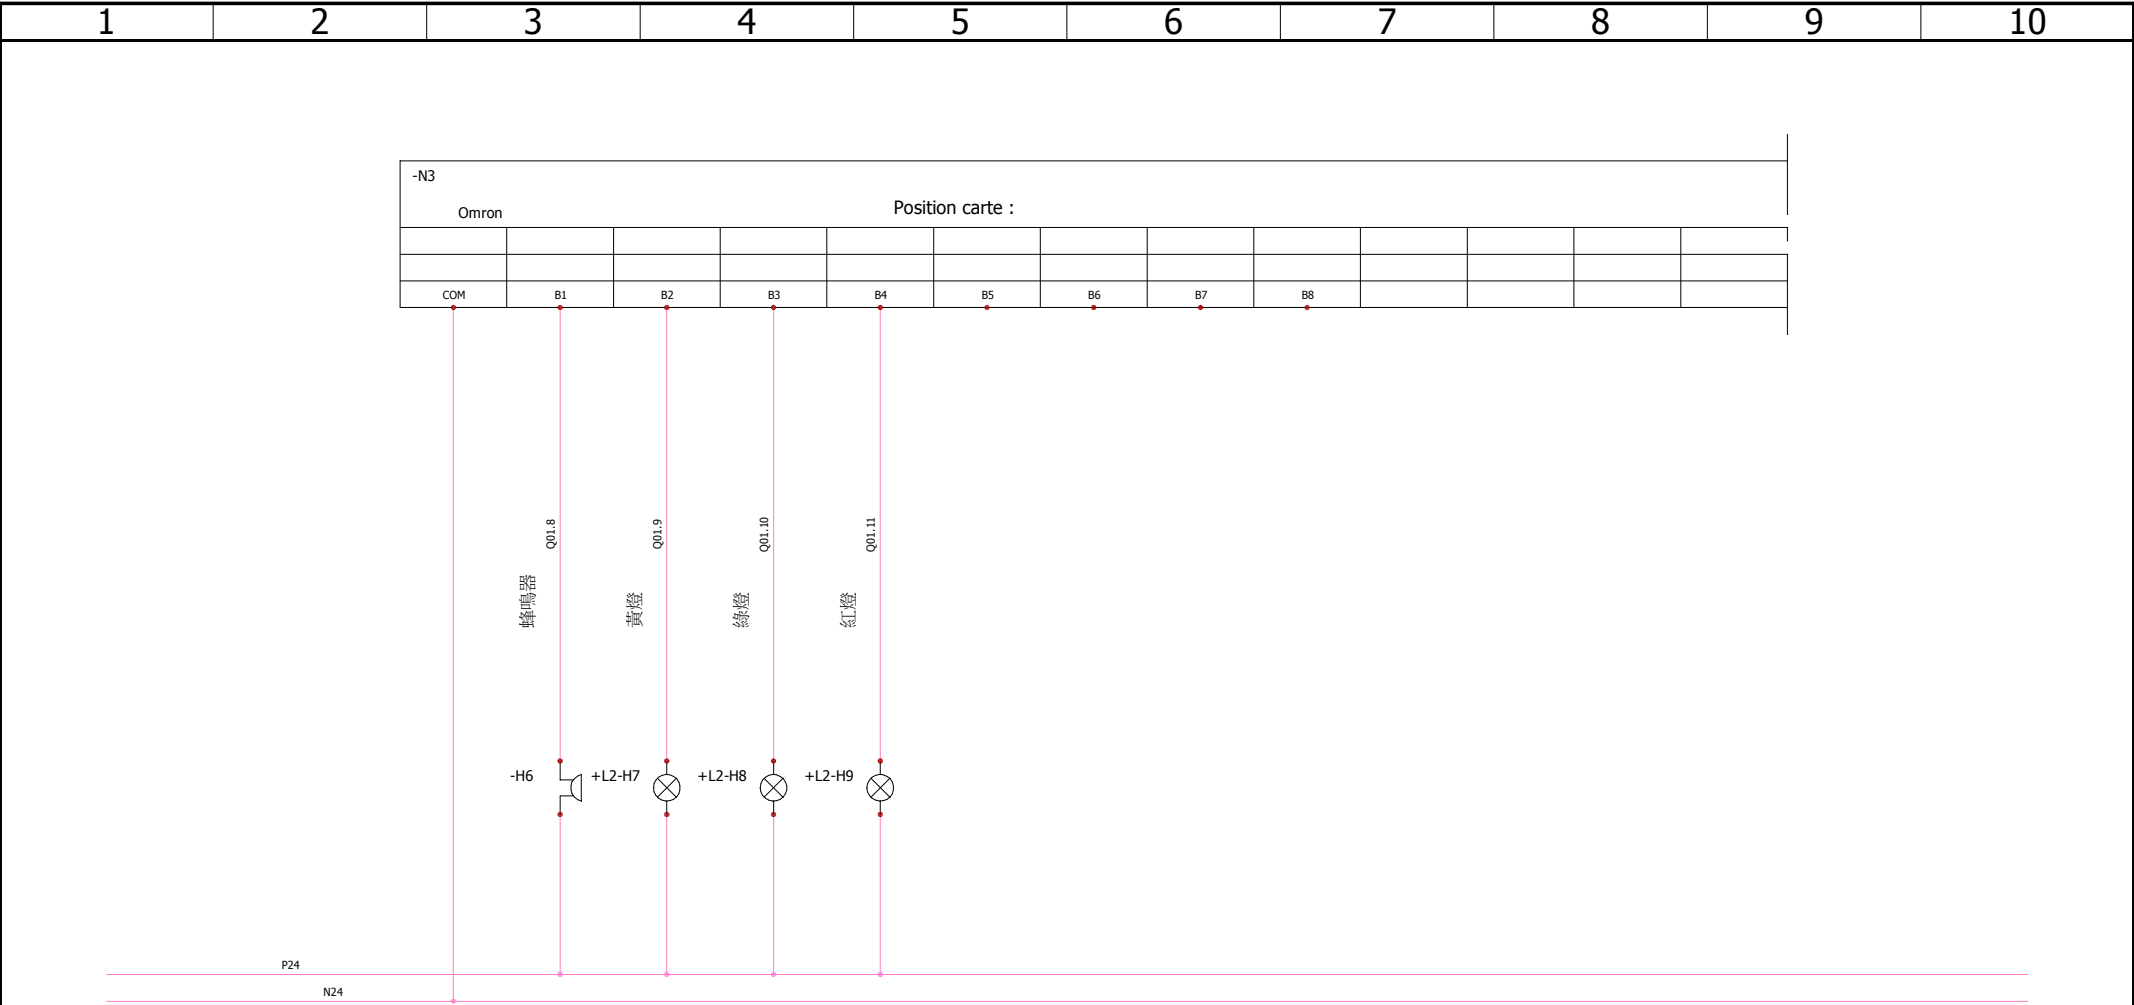 1 2 3 4 5 6 7 8 9 10
-N3
Omron
Position carte :
COM B1 B2 B3 B4 B5 B6 B7 B8
Q01.8
Q01.9
Q01.10
Q01.11
蜂鳴器
黃燈
綠燈
紅燈
-H6
+L2-H7
+L2-H8
+L2-H9
P24
N24